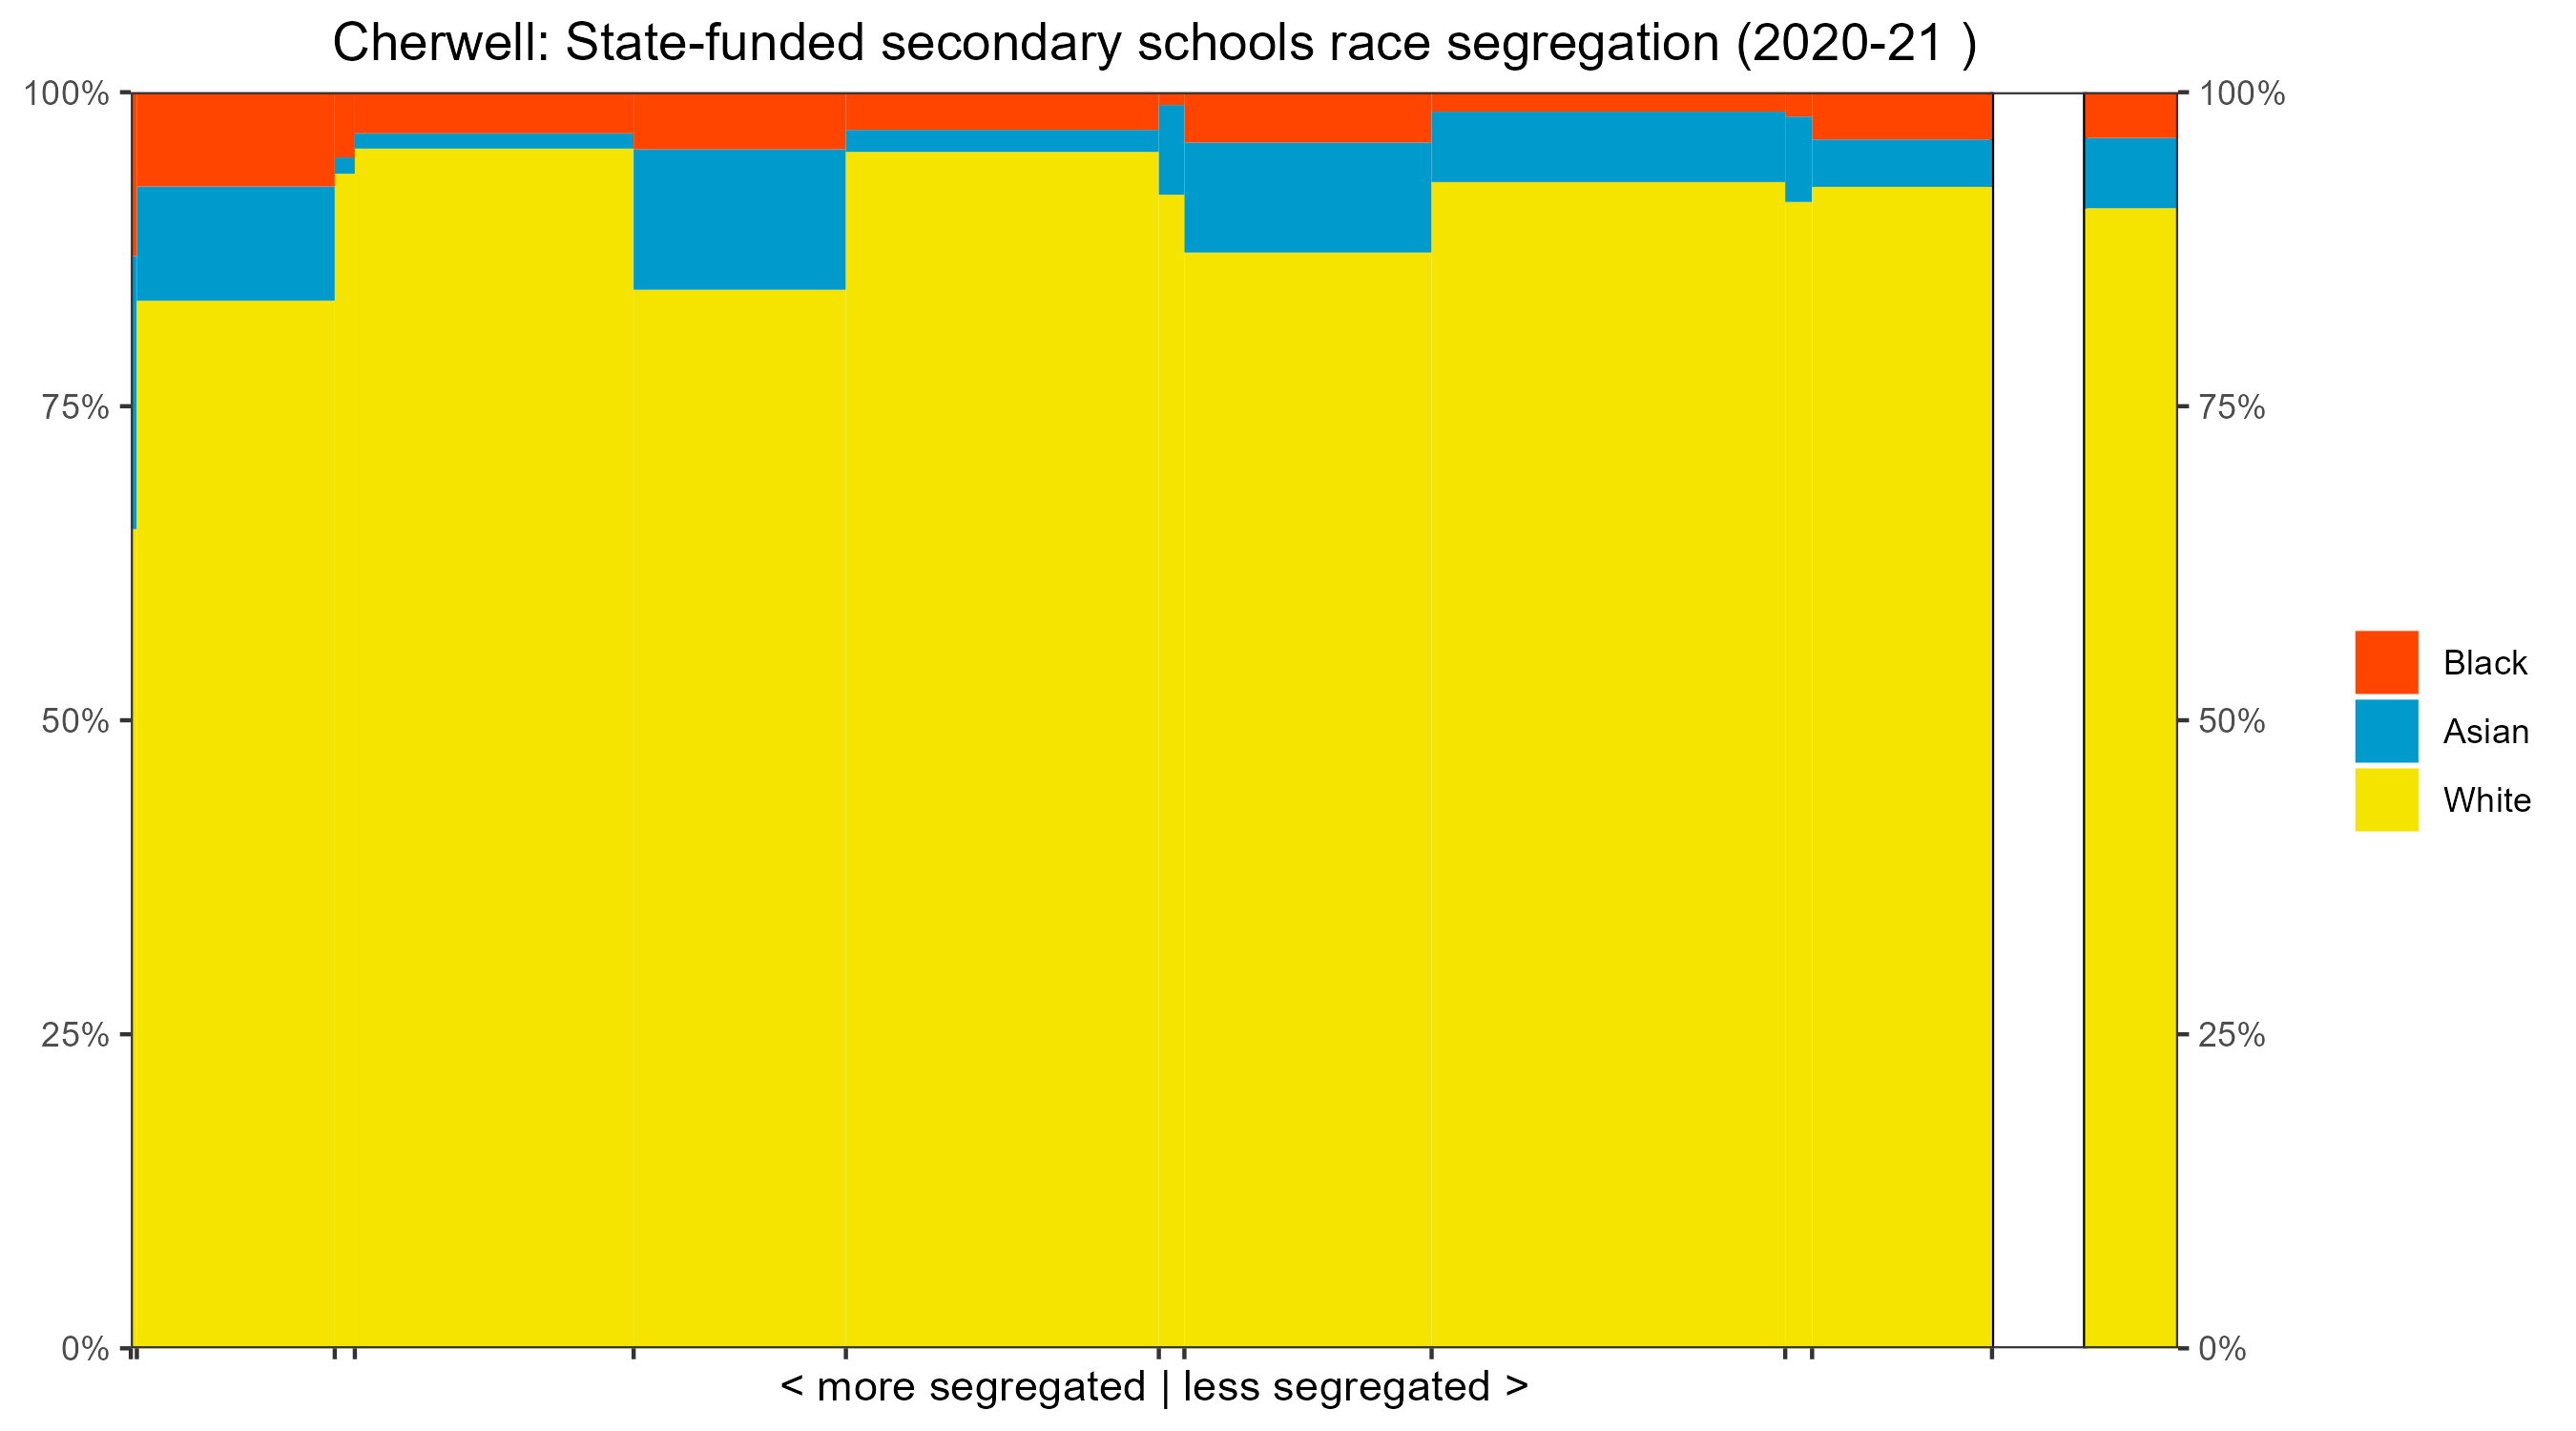 Cherwell: State-funded secondary schools race segregation (2020-21 )
100%
75%
50%
25%
0%
100%
75%
50%
25%
0%
Black
Asian
White
< more segregated | less segregated >